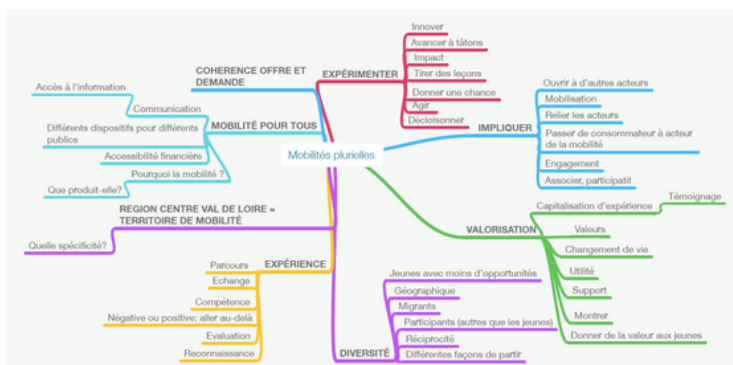 Mobilités plurielles
EXPÉRIMENTER
Innover
Avancer à tâtons
Impact
Tirer des leçons
Donner une chance
Agir
Décloisonner
IMPLIQUER
Ouvrir à d'autres acteurs
Mobilisation
Relier les acteurs
Passer de consommateur à acteur
de la mobilité
Engagement
Associer, participatif
VALORISATION
Capitalisation d'expérience
Témoignage
Valeurs
Changement de vie
Utilité
Support
Montrer
Donner de la valeur aux jeunes
DIVERSITÉ
Jeunes avec moins d'opportunités
Géographique
Migrants
Participants (autres que les jeunes)
Réciprocité
Différentes façons de partir
COHERENCE OFFRE ET
DEMANDE
MOBILITÉ POUR TOUS
Communication
Accès à l'information
Différents dispositifs pour différents
publics
Accessibilité financière
Pourquoi la mobilité ?
Que produit-elle?
REGION CENTRE VAL DE LOIRE =
TERRITOIRE DE MOBILITÉ
Quelle spécificité?
EXPÉRIENCE
Parcours
Echange
Compétence
Négative ou positive: aller au-delà
Evaluation
Reconnaissance